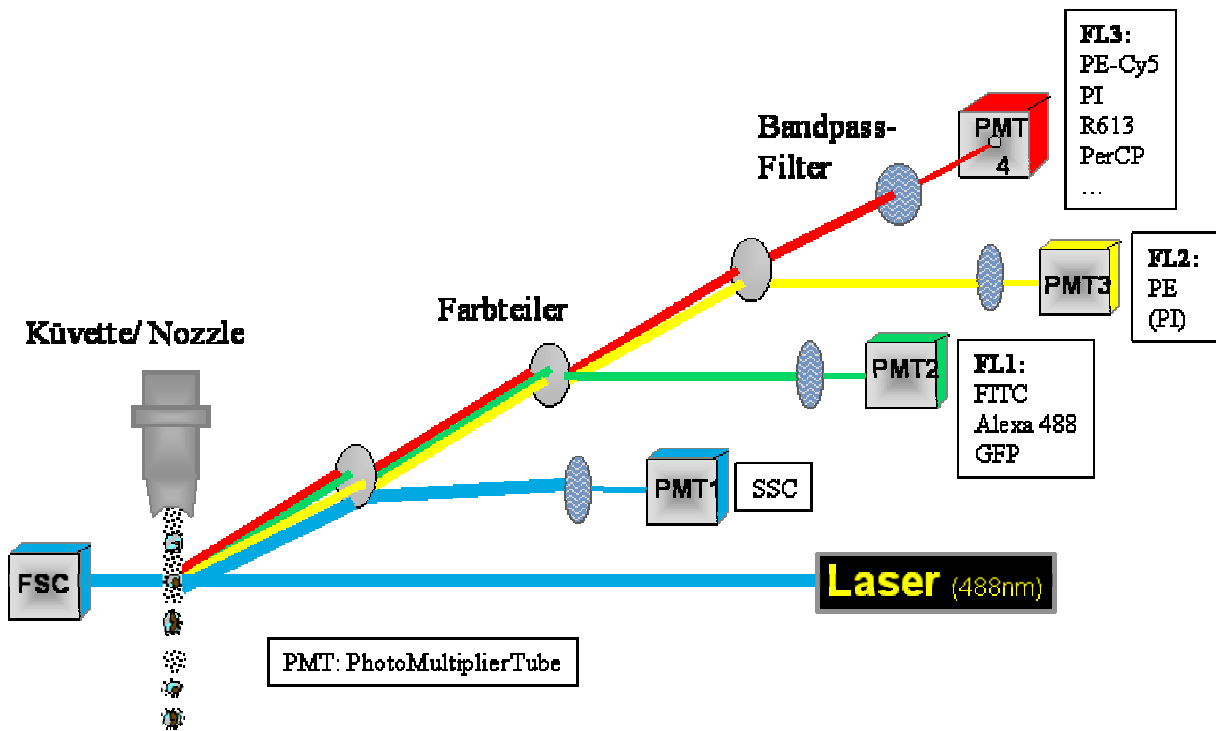 FL3:
PE-Cy5
PI
R613
PerCP
...
Bandpass-
Filter
PMT
4
FL2:
PE
(PI)
PMT3
Farbteiler
Küvette/ Nozzle
PMT2
FL1:
FITC
Alexa 488
GFP
PMT1
SSC
FSC
Laser (488nm)
PMT: PhotoMultiplierTube